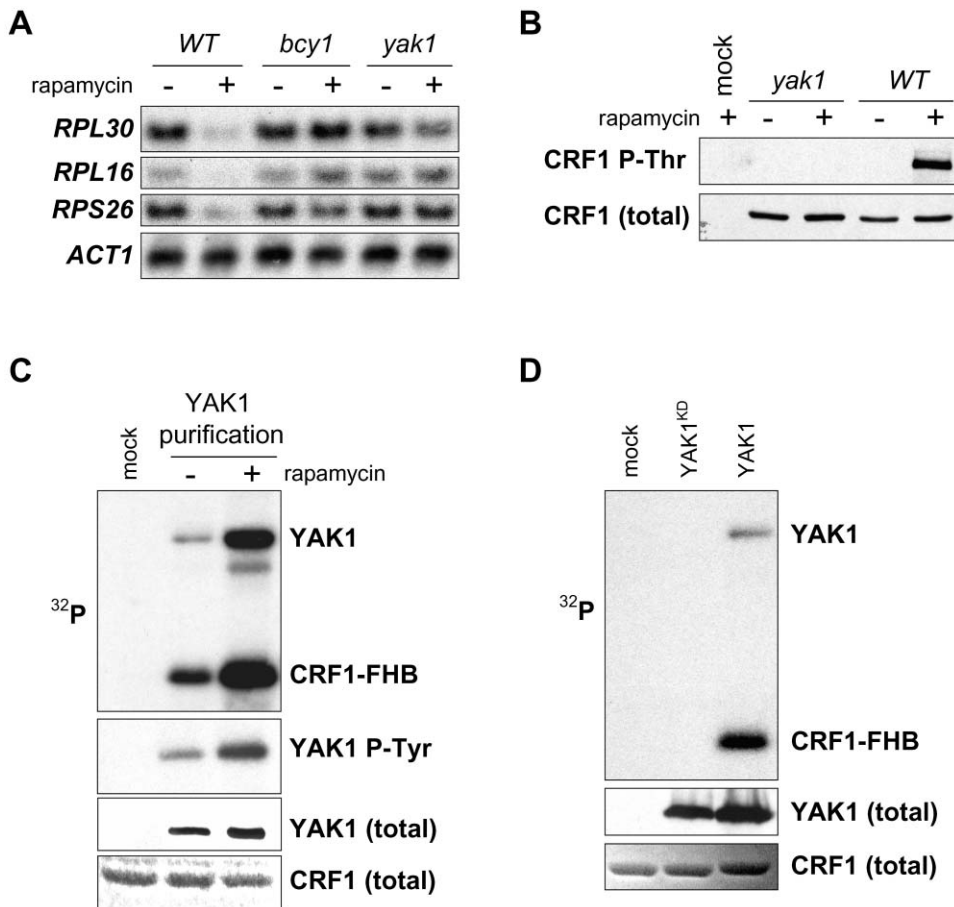 A
WT bcy1 yak1
rapamycin - + - + - +
RPL30
RPL16
RPS26
ACT1
B
mock yak1 WT
rapamycin + - + - +
CRF1 P-Thr
CRF1 (total)
C
YAK1
purification
mock
- + rapamycin
YAK1
32P
CRF1-FHB
YAK1 P-Tyr
YAK1 (total)
CRF1 (total)
D
mock YAK1KD YAK1
YAK1
32P
CRF1-FHB
YAK1 (total)
CRF1 (total)